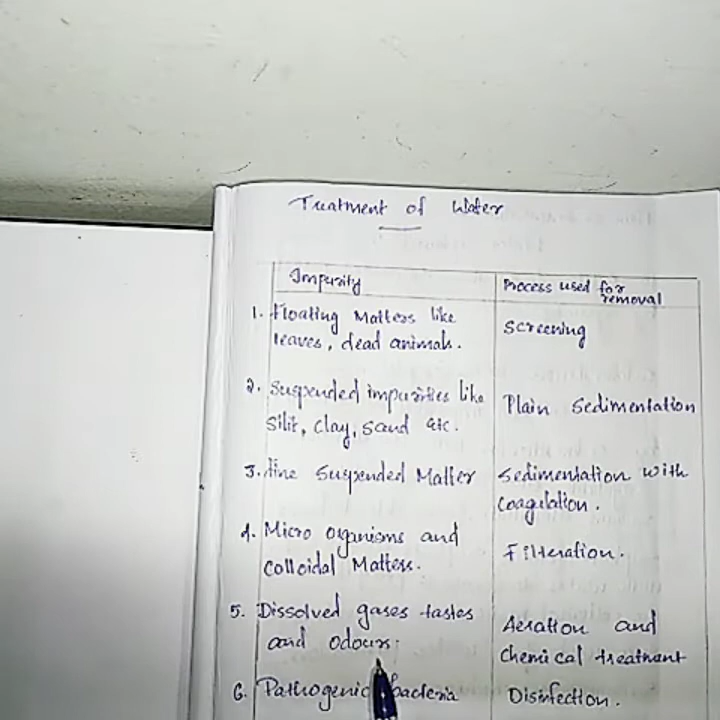 Treatment of Water
Impurity
Process used for
removal
1. Floating Matters like
leaves, dead animals.
Screening
2. Suspended impurities like
Silit, clay, sand etc.
Plain Sedimentation
3. fine Suspended Matter
Sedimentation with
Coagulation.
4. Micro organisms and
Colloidal Matters.
Filteration.
5. Dissolved gases tastes
and odours.
Aeration and
Chemical treatment
6. Pathogenic bacteria
Disinfection.